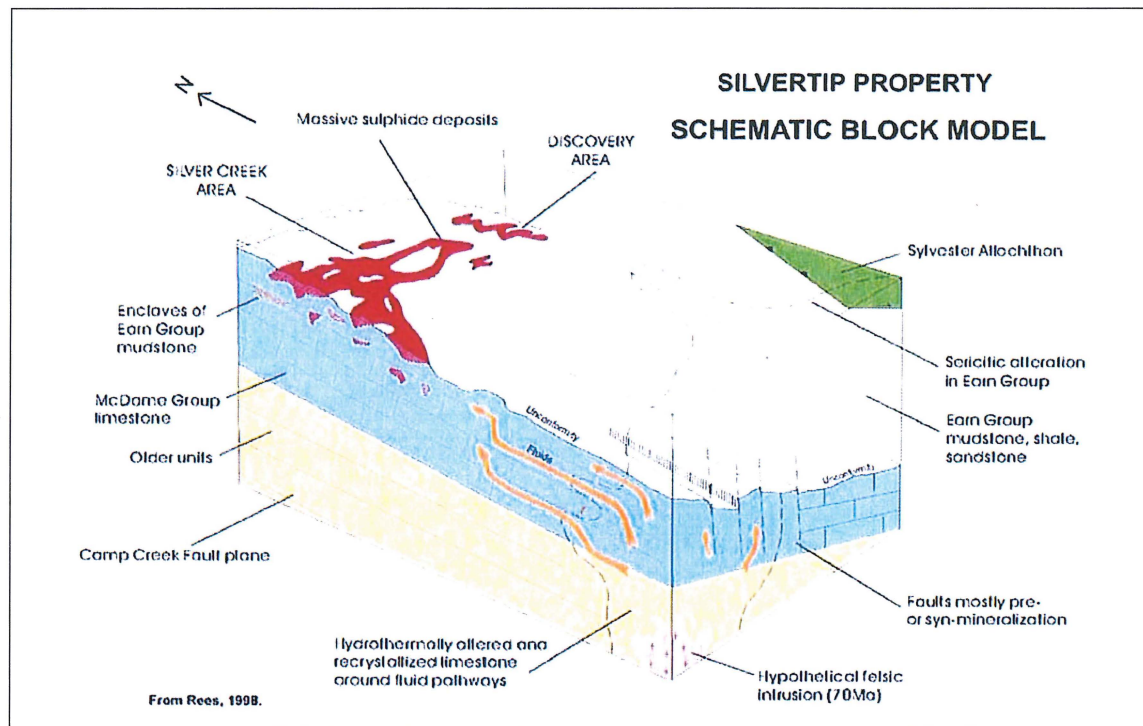 SILVERTIP PROPERTY
SCHEMATIC BLOCK MODEL
N
Massive sulphide deposits
DISCOVERY
AREA
SILVER CREEK
AREA
Sylvester Allochthon
Enclaves of
Earn Group
mudstone
Sericitic alteration
in Earn Group
McDame Group
limestone
Unconformity
Fluids
Earn Group
mudstone, shale,
sandstone
Older units
Unconformity
Camp Creek Fault plane
Faults mostly pre-
or syn-mineralization
Hydrothermally altered and
recrystallized limestone
around fluid pathways
Hypothetical felsic
intrusion (70Ma)
From Rees, 1998.